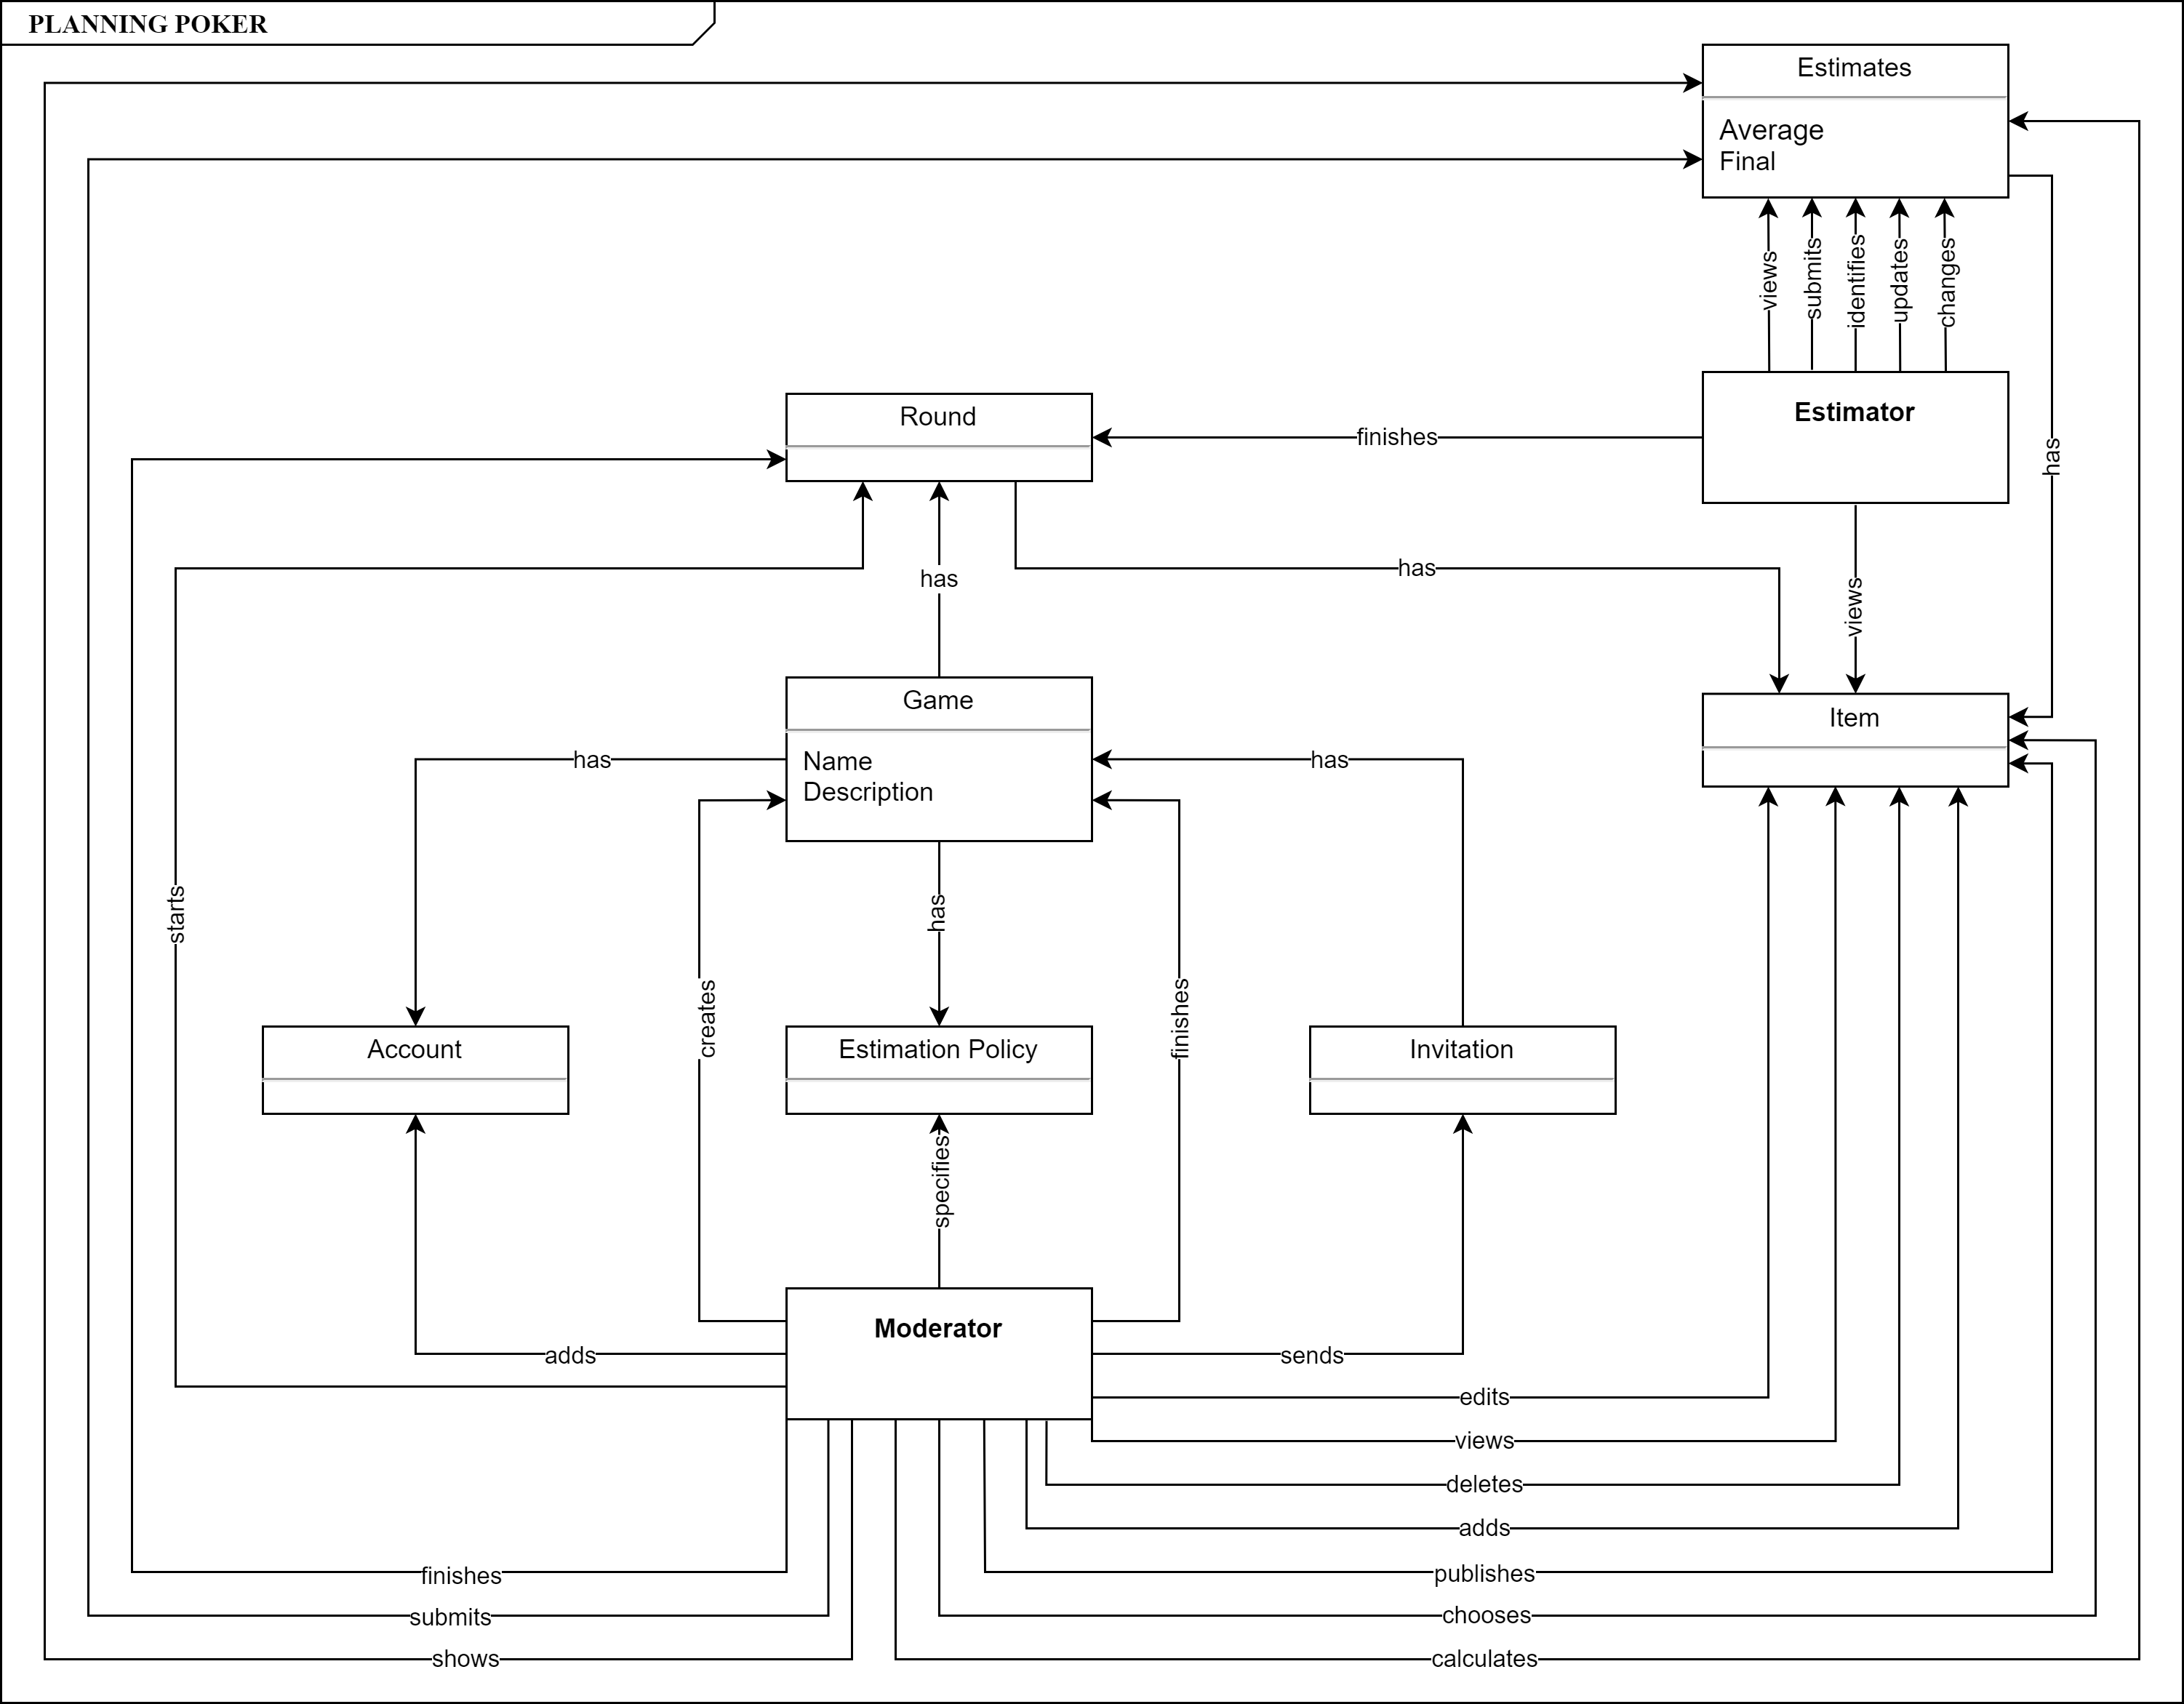 PLANNING POKER
Estimates
Average
Final
views
submits
identifies
updates
changes
Round
Estimator
finishes
has
has
has
views
Game
Name
Description
Item
has
has
starts
has
creates
finishes
Account
Estimation Policy
Invitation
specifies
Moderator
adds
sends
edits
views
deletes
adds
finishes
publishes
submits
chooses
shows
calculates